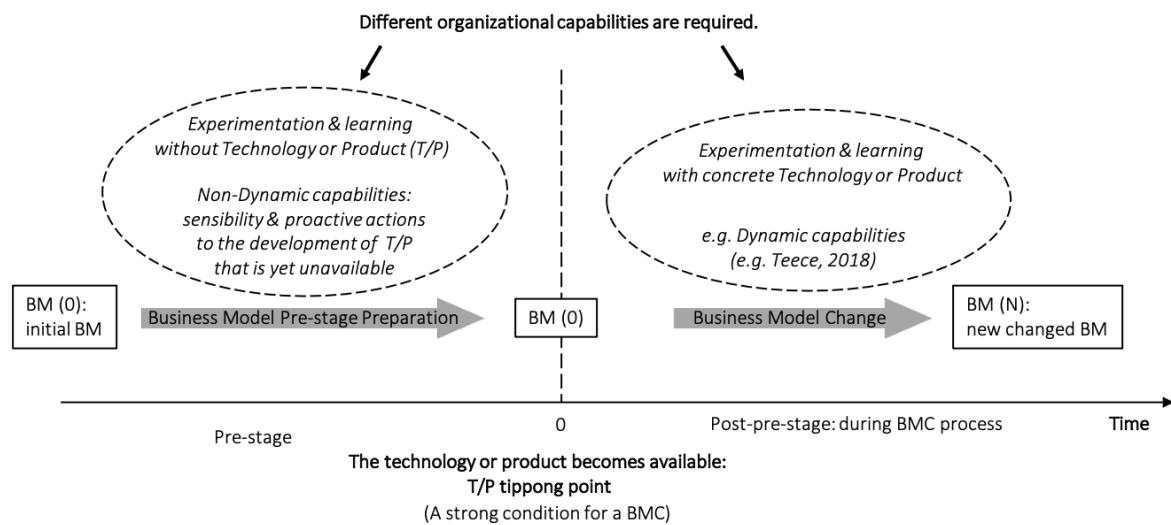 Different organizational capabilities are required.
Experimentation & learning
without Technology or Product (T/P)
Non-Dynamic capabilities:
sensibility & proactive actions
to the development of T/P
that is yet unavailable
Experimentation & learning
with concrete Technology or Product
e.g. Dynamic capabilities
(e.g. Teece, 2018)
BM (0):
initial BM
Business Model Pre-stage Preparation
BM (0)
Business Model Change
BM (N):
new changed BM
Pre-stage
0
Post-pre-stage: during BMC process
Time
The technology or product becomes available:
T/P tippong point
(A strong condition for a BMC)